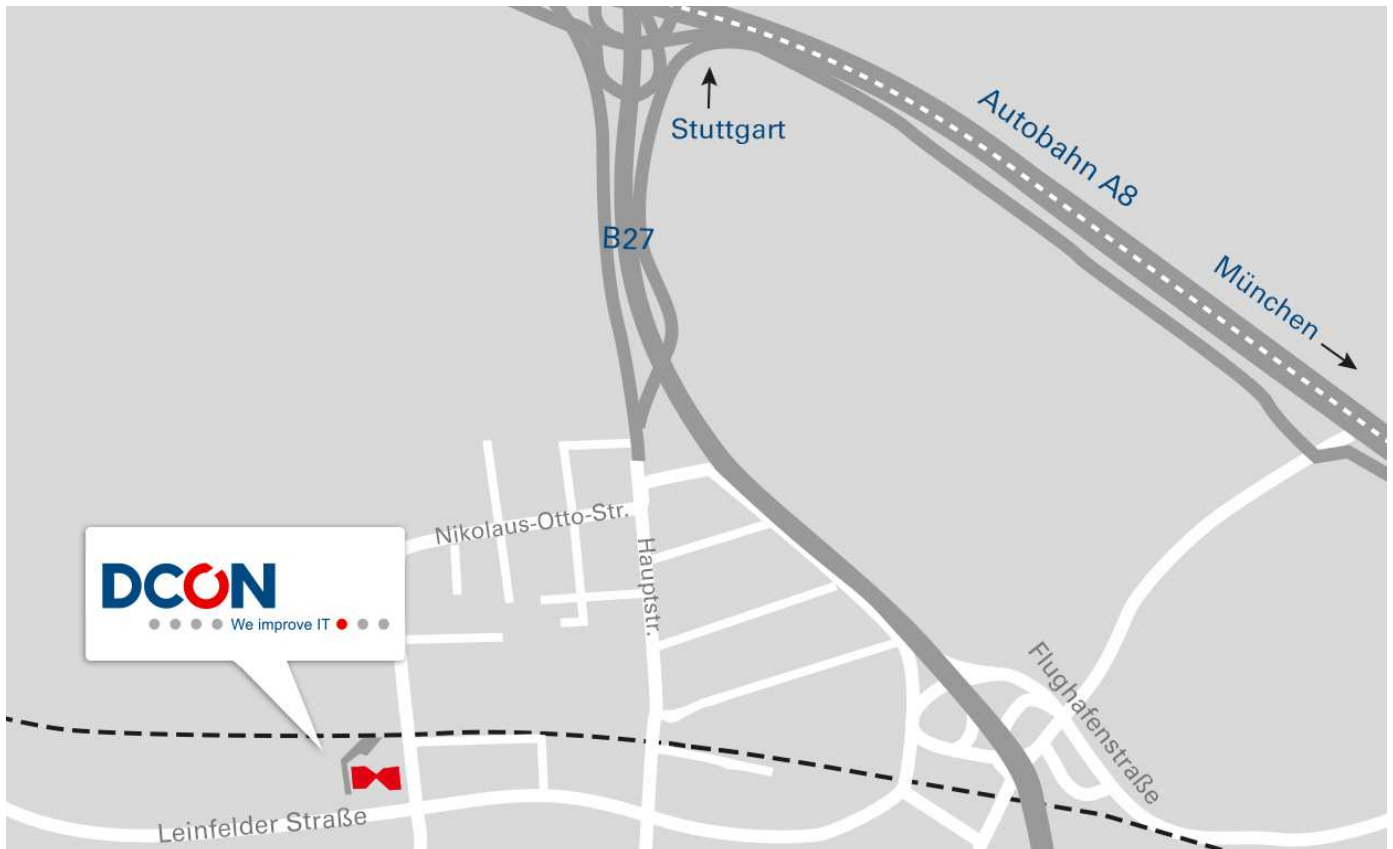 Stuttgart
Autobahn A8
B27
München
Nikolaus-Otto-Str.
Hauptstr.
DCON
We improve IT
Flughafenstraße
Leinfelder Straße